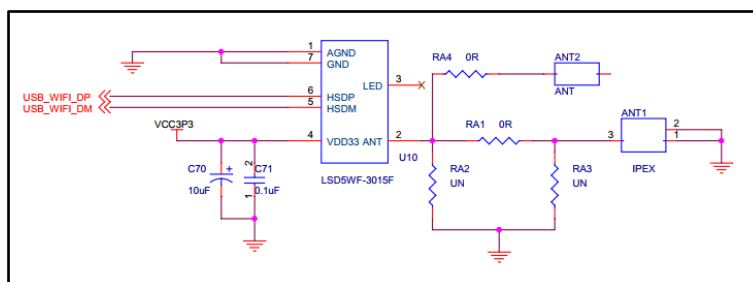 1
7
AGND
GND
RA4 0R
ANT2
ANT
USB_WIFI_DP
USB_WIFI_DM
6
5
HSDP
HSDM
LED
3
VCC3P3
4
VDD33 ANT
2
U10
LSD5WF-3015F
RA1 0R
ANT1
3
2
1
IPEX
C70
+
10uF
2
1
C71
0.1uF
RA2
UN
RA3
UN